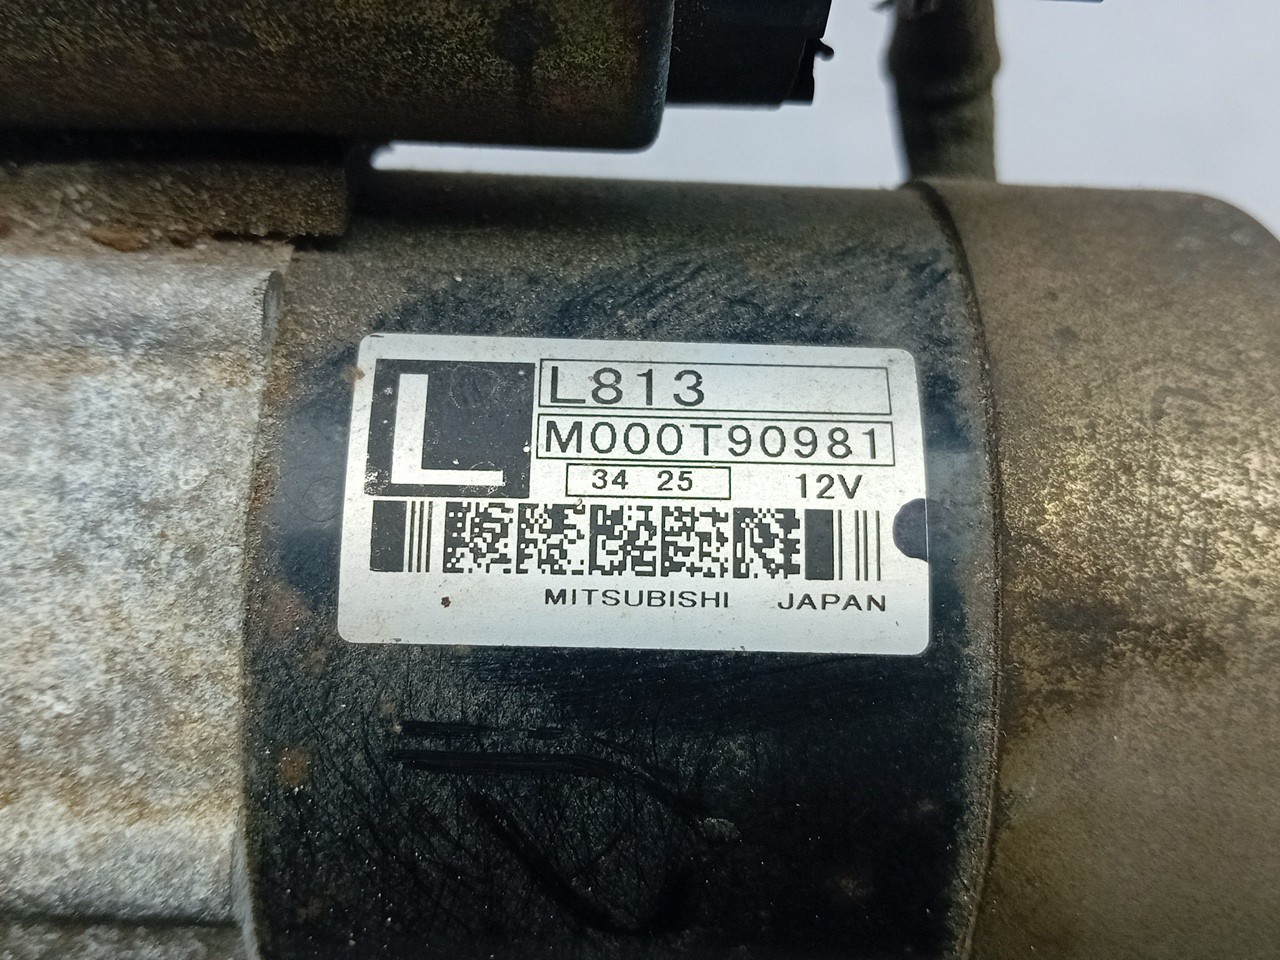 L
L813
M000T90981
34 25 12V
MITSUBISHI JAPAN